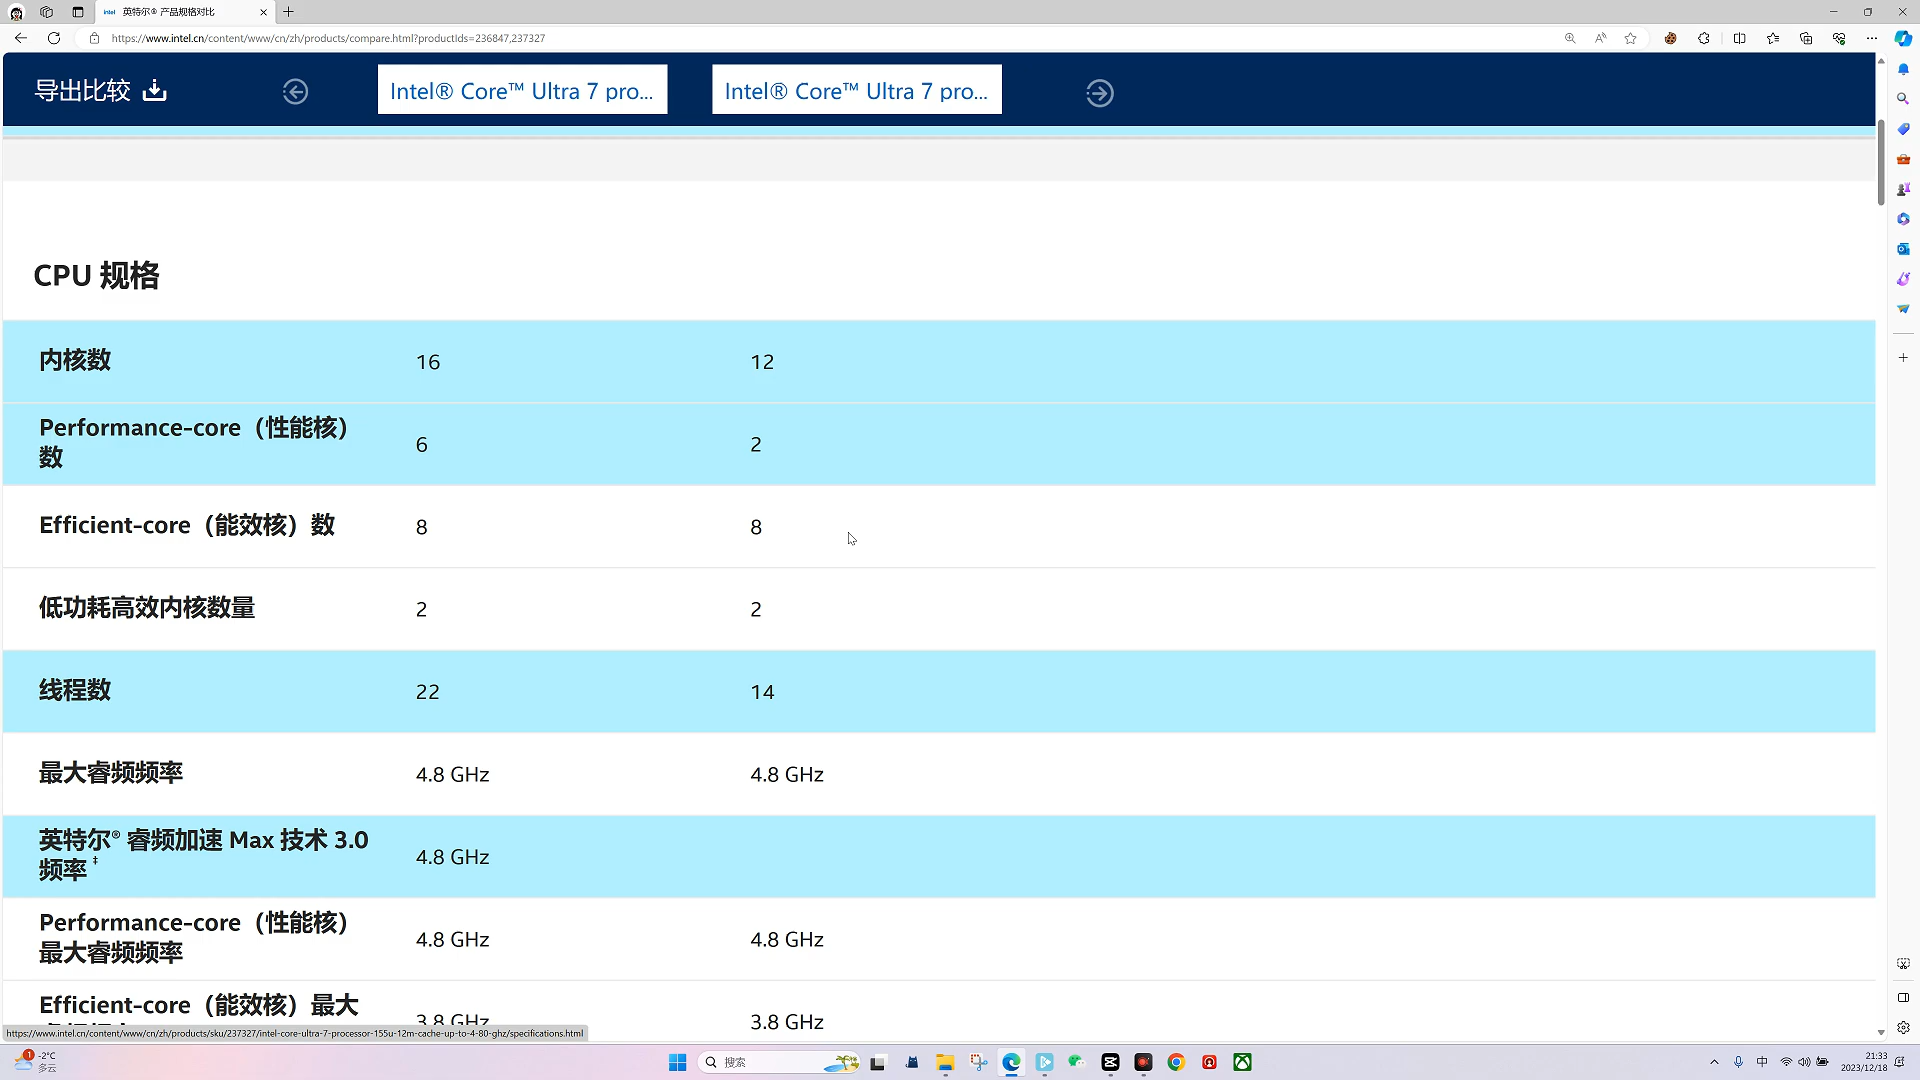 intel 英特尔® 产品规格对比
https://www.intel.cn/content/www/cn/zh/products/compare.html?productIds=236847,237327
导出比较
Intel® Core™ Ultra 7 pro...
Intel® Core™ Ultra 7 pro...
CPU 规格
内核数 16 12
Performance-core（性能核）
数
6 2
Efficient-core（能效核）数 8 8
低功耗高效内核数量 2 2
线程数 22 14
最大睿频频率 4.8 GHz 4.8 GHz
英特尔® 睿频加速 Max 技术 3.0
频率 ‡
4.8 GHz
Performance-core（性能核）
最大睿频频率
4.8 GHz 4.8 GHz
Efficient-core（能效核）最大
3.8 GHz 3.8 GHz
https://www.intel.cn/content/www/cn/zh/products/sku/237327/intel-core-ultra-7-processor-155u-12m-cache-up-to-4-80-ghz/specifications.html
1
-2°C
多云
搜索
中
21:33
2023/12/18